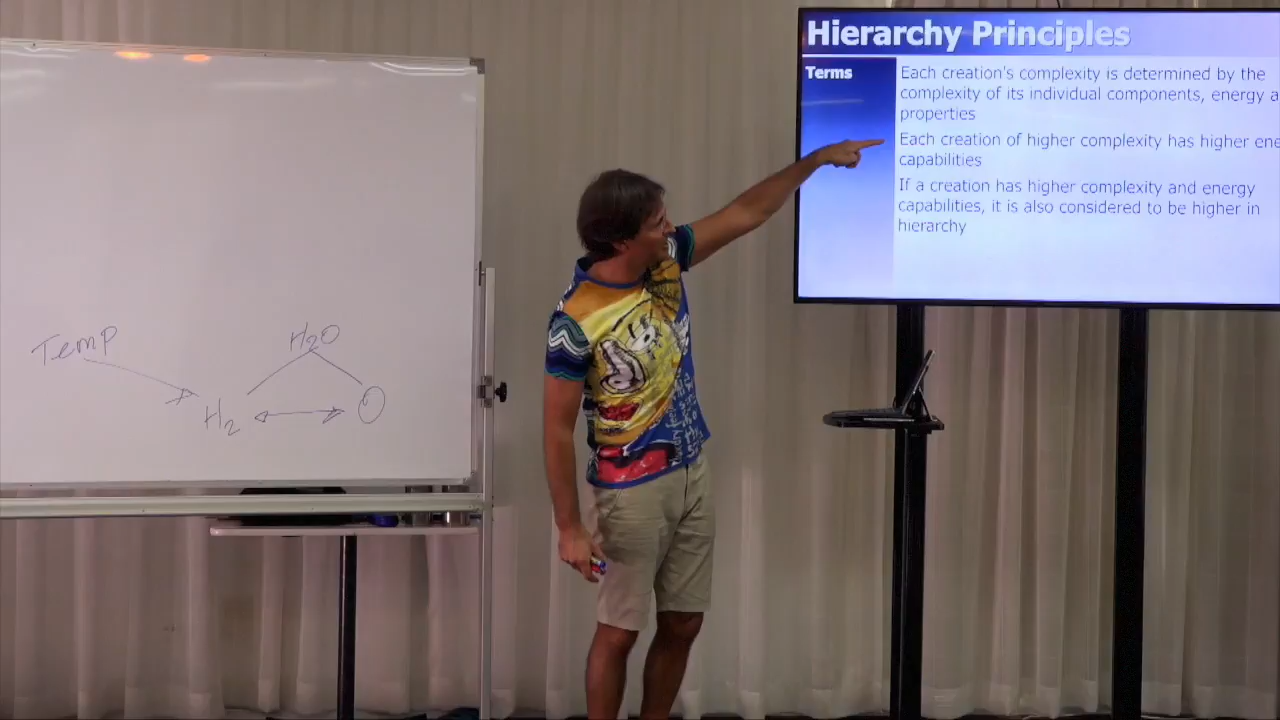 Hierarchy Principles
Terms
Each creation's complexity is determined by the
complexity of its individual components, energy a
properties
Each creation of higher complexity has higher ene
capabilities
If a creation has higher complexity and energy
capabilities, it is also considered to be higher in
hierarchy
Temp
H2O
H2
O